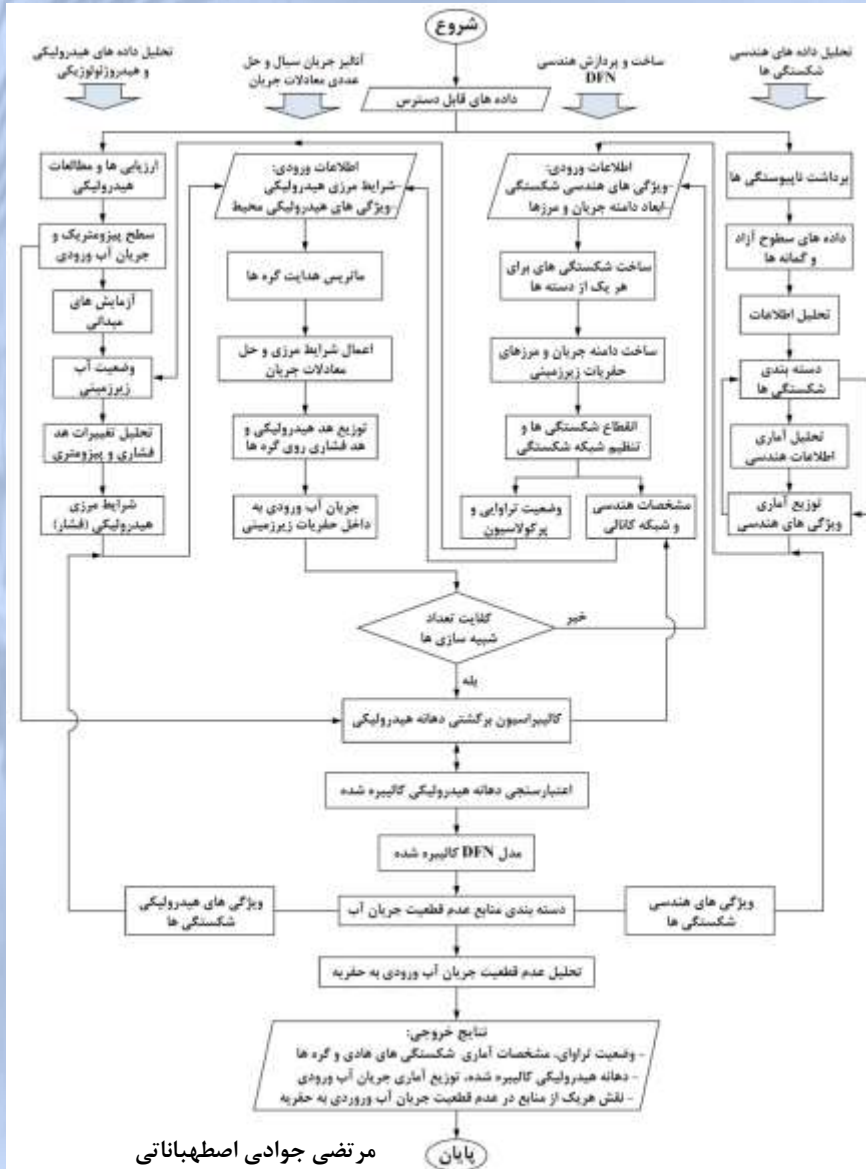 شروع
تحلیل داده های هندسی
شکستگی ها
ساخت و پردازش هندسی
DFN
آنالیز جریان سیال و حل
عددی معادلات جریان
تحلیل داده های هیدرولیکی
و هیدروژئولوژیکی
داده های قابل دسترس
برداشت ناپیوستگی ها
داده های سطوح آزاد
و گمانه ها
تحلیل اطلاعات
دسته بندی
شکستگی ها
تحلیل آماری
اطلاعات هندسی
توزیع آماری
ویژگی های هندسی
اطلاعات ورودی:
-ویژگی های هندسی شکستگی
-ابعاد دامنه جریان و مرزها
ساخت شکستگی های برای
هر یک از دسته ها
ساخت دامنه جریان و مرزهای
حفریات زیرزمینی
انقطاع شکستگی ها و
تنظیم شبکه شکستگی
مشخصات هندسی
و شبکه کانالی
وضعیت تراوایی و
پرکولاسیون
اطلاعات ورودی:
-شرایط مرزی هیدرولیکی
-ویژگی های هیدرولیکی محیط
ماتریس هدایت گره ها
اعمال شرایط مرزی و حل
معادلات جریان
توزیع هد هیدرولیکی و
هد فشاری روی گره ها
جریان آب ورودی به
داخل حفریات زیرزمینی
ارزیابی ها و مطالعات
هیدرولیکی
سطح پیزومتریک و
جریان آب ورودی
آزمایش های
میدانی
وضعیت آب
زیرزمینی
تحلیل تغییرات هد
فشاری و پیزومتری
شرایط مرزی
هیدرولیکی (فشار)
کفایت تعداد
شبیه سازی ها
خیر
بله
کالیبراسیون برگشتی دهانه هیدرولیکی
اعتبارسنجی دهانه هیدرولیکی کالیبره شده
مدل DFN کالیبره شده
ویژگی های هندسی
شکستگی ها
دسته بندی منابع عدم قطعیت جریان آب
ویژگی های هیدرولیکی
شکستگی ها
تحلیل عدم قطعیت جریان آب ورودی به حفریه
نتایج خروجی:
- وضعیت تراوای، مشخصات آماری شکستگی های هادی و گره ها
- دهانه هیدرولیکی کالیبره شده، توزیع آماری جریان آب ورودی
- نقش هریک از منابع در عدم قطعیت جریان آب وروردی به حفریه
پایان
مرتضی جوادی اصطهباناتی